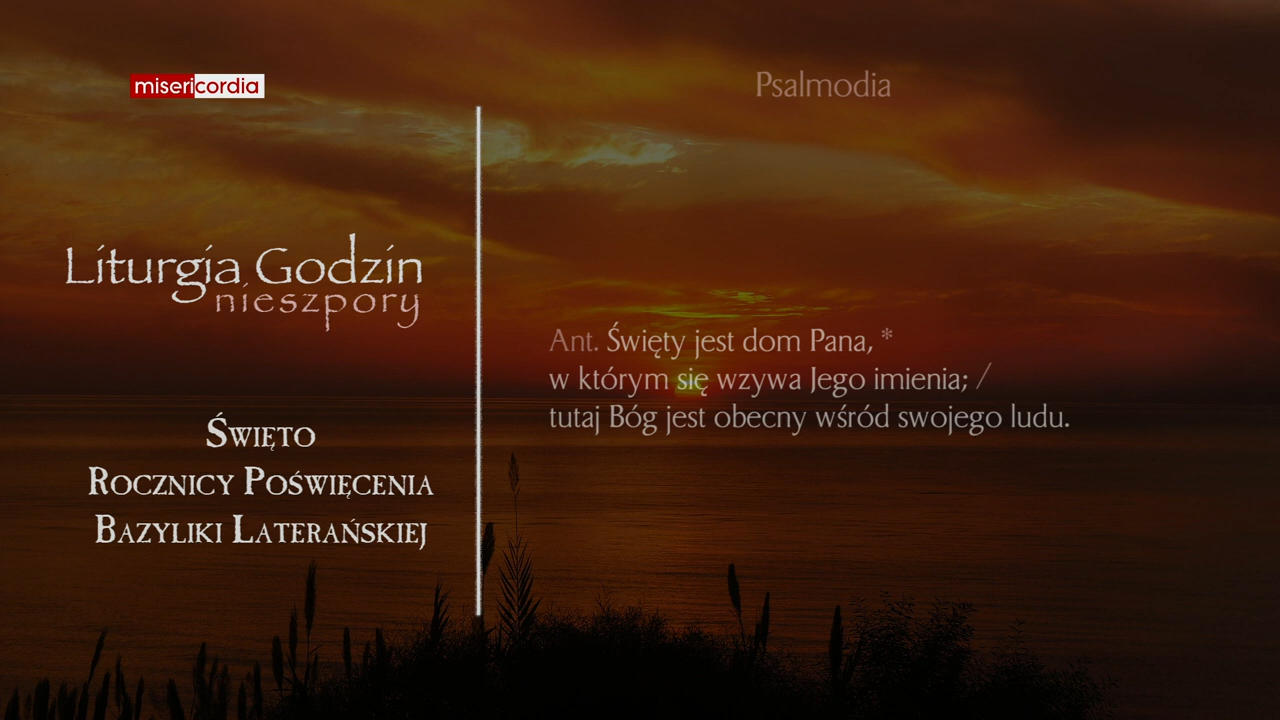 misericordia
Liturgia Godzin
nieszpory
Święto
Rocznicy Poświęcenia
Bazyliki Laterańskiej
Psalmodia
Ant. Święty jest dom Pana, *
w którym się wzywa Jego imienia; /
tutaj Bóg jest obecny wśród swojego ludu.